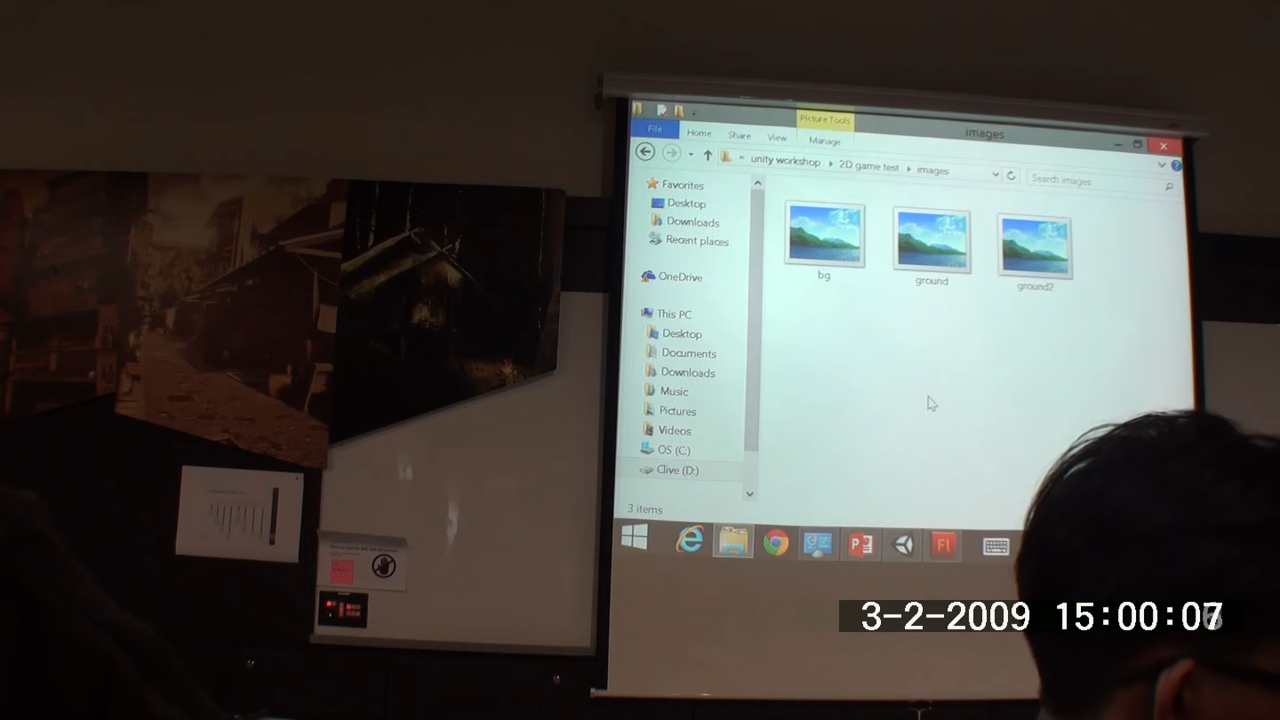 Picture Tools
images
File Home Share View Manage
« unity workshop 2D game test images
Search images
Favorites
Desktop
Downloads
Recent places
OneDrive
This PC
Desktop
Documents
Downloads
Music
Pictures
Videos
OS (C:)
Clive (D:)
bg
ground
ground2
3 items
FI
3-2-2009 15:00:07